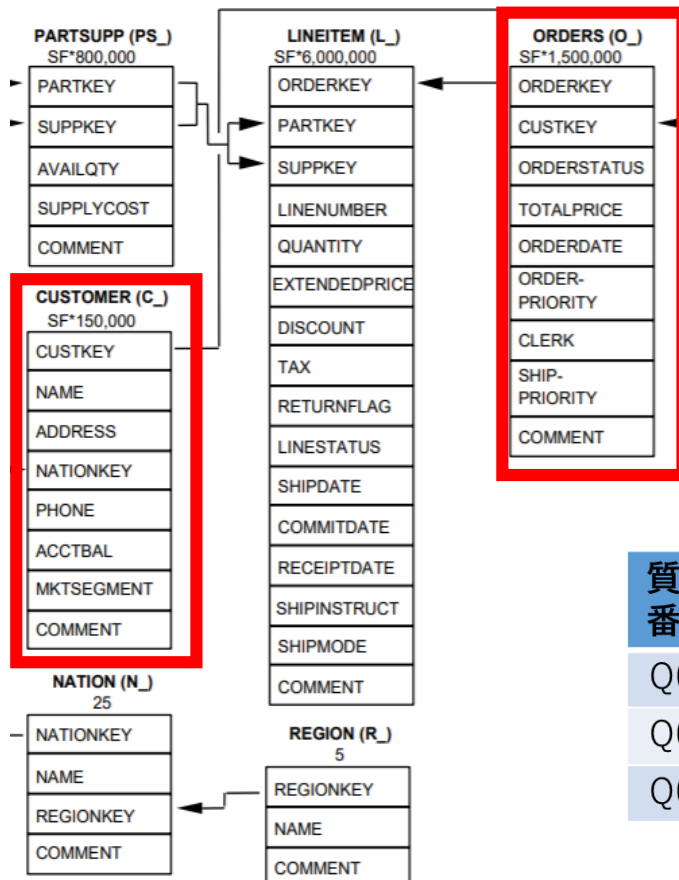 PARTSUPP (PS_)
SF*800,000
PARTKEY
SUPPKEY
AVAILQTY
SUPPLYCOST
COMMENT
CUSTOMER (C_)
SF*150,000
CUSTKEY
NAME
ADDRESS
NATIONKEY
PHONE
ACCTBAL
MKTSEGMENT
COMMENT
NATION (N_)
25
NATIONKEY
NAME
REGIONKEY
COMMENT
LINEITEM (L_)
SF*6,000,000
ORDERKEY
PARTKEY
SUPPKEY
LINENUMBER
QUANTITY
EXTENDEDPRICE
DISCOUNT
TAX
RETURNFLAG
LINESTATUS
SHIPDATE
COMMITDATE
RECEIPTDATE
SHIPINSTRUCT
SHIPMODE
COMMENT
REGION (R_)
5
REGIONKEY
NAME
COMMENT
ORDERS (O_)
SF*1,500,000
ORDERKEY
CUSTKEY
ORDERSTATUS
TOTALPRICE
ORDERDATE
ORDER-
PRIORITY
CLERK
SHIP-
PRIORITY
COMMENT
質
番